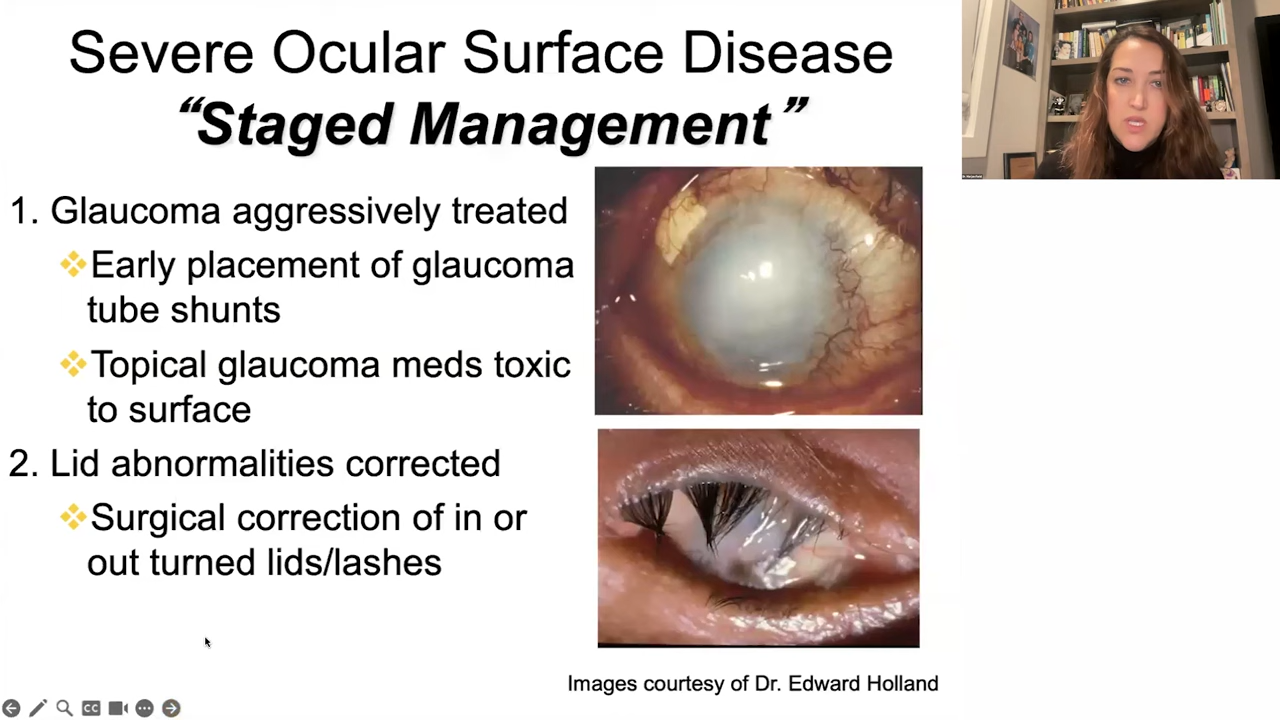 Severe Ocular Surface Disease
“Staged Management”
1. Glaucoma aggressively treated
❖Early placement of glaucoma
tube shunts
❖Topical glaucoma meds toxic
to surface
2. Lid abnormalities corrected
❖Surgical correction of in or
out turned lids/lashes
Images courtesy of Dr. Edward Holland
CC